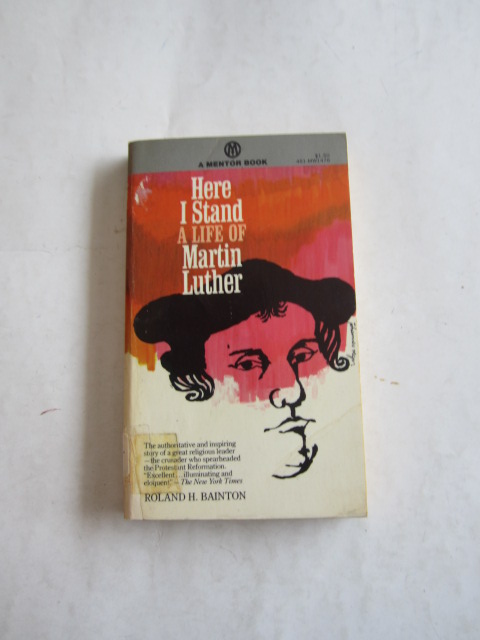 A MENTOR BOOK
Here
I Stand
A LIFE OF
Martin
Luther
The authoritative and inspiring
story of a great religious leader
—the crusader who spearheaded
the Protestant Reformation.
"Excellent...illuminating and
eloquent."—The New York Times
ROLAND H. BAINTON